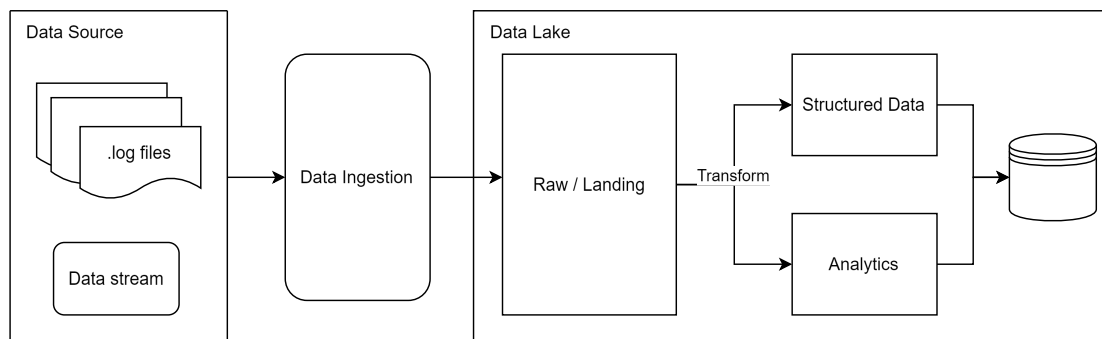 Data Source
.log files
Data stream
Data Ingestion
Data Lake
Raw / Landing
Transform
Structured Data
Analytics